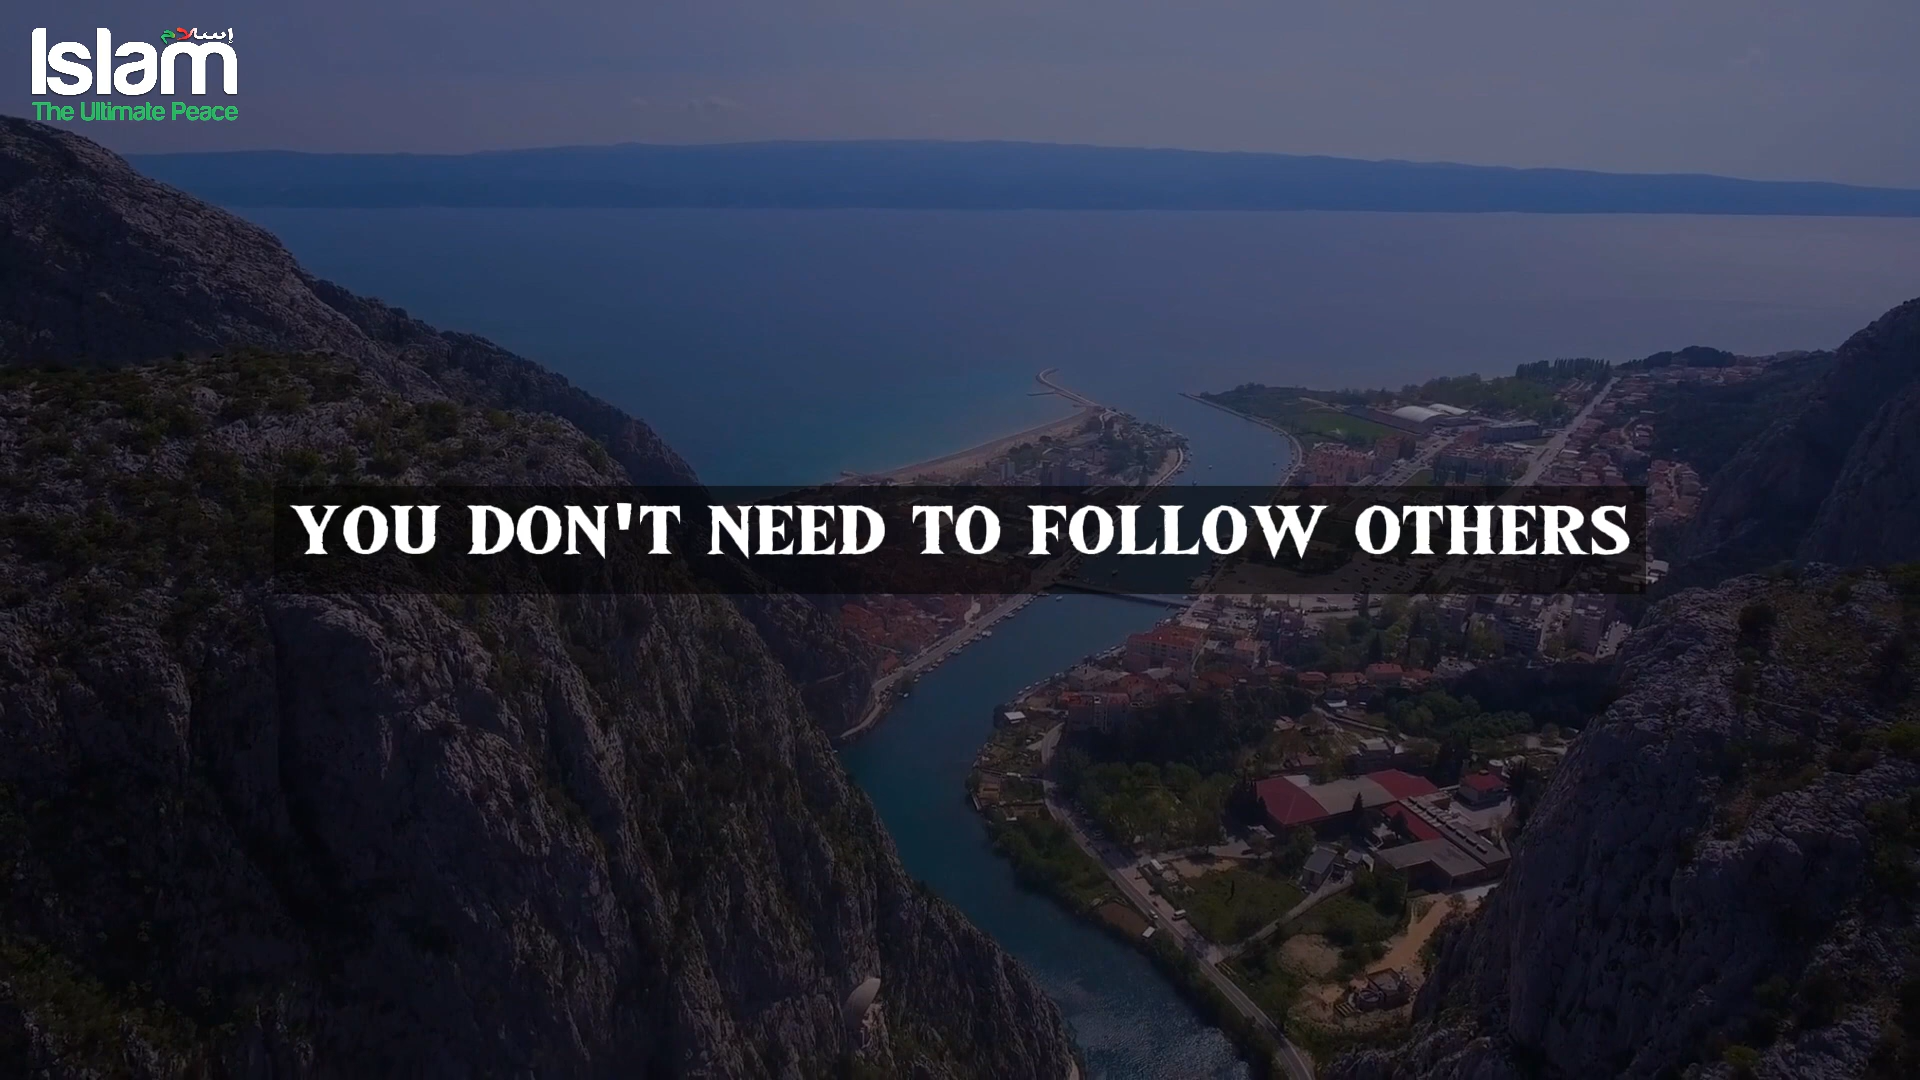 إسلام
Islam
The Ultimate Peace
YOU DON'T NEED TO FOLLOW OTHERS